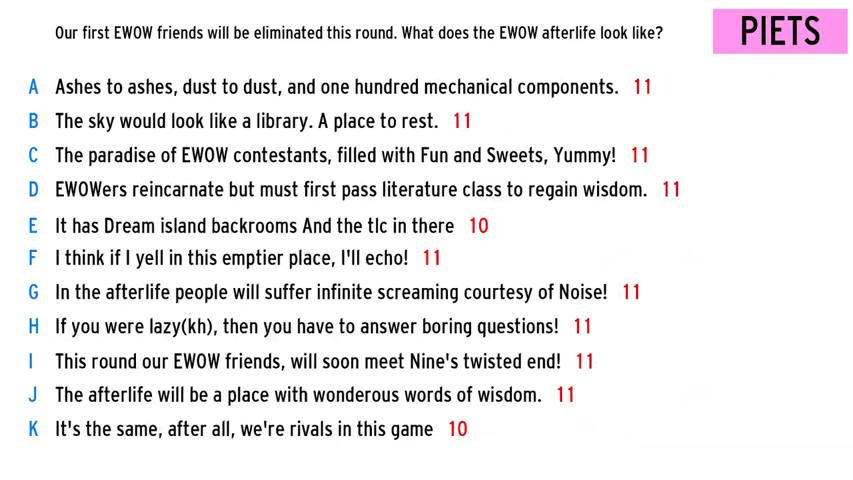 Our first EWOW friends will be eliminated this round. What does the EWOW afterlife look like?
PIETS
A Ashes to ashes, dust to dust, and one hundred mechanical components. 11
B The sky would look like a library. A place to rest. 11
C The paradise of EWOW contestants, filled with Fun and Sweets, Yummy! 11
D EWOWers reincarnate but must first pass literature class to regain wisdom. 11
E It has Dream island backrooms And the tlc in there 10
F I think if I yell in this emptier place, I'll echo! 11
G In the afterlife people will suffer infinite screaming courtesy of Noise! 11
H If you were lazy(kh), then you have to answer boring questions! 11
I This round our EWOW friends, will soon meet Nine's twisted end! 11
J The afterlife will be a place with wonderous words of wisdom. 11
K It's the same, after all, we're rivals in this game 10